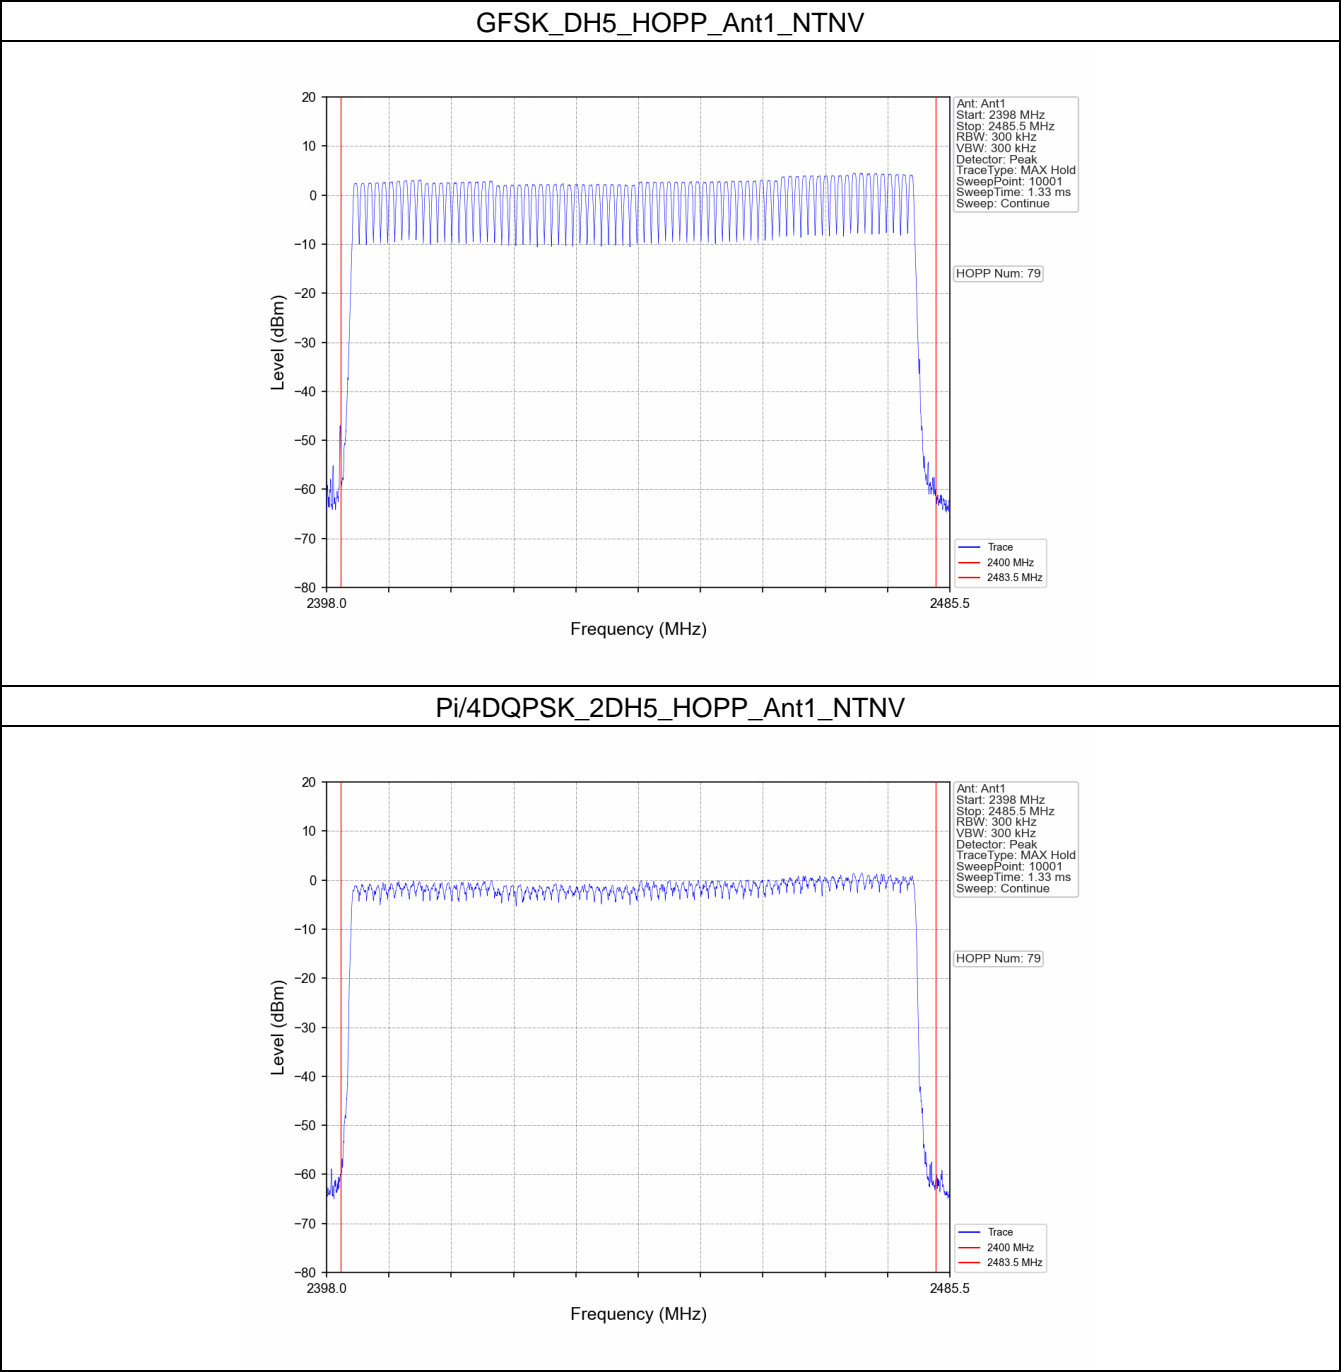 GFSK_DH5_HOPP_Ant1_NTNV
20
10
0
−10
−20
−30
−40
−50
−60
−70
−80
Level (dBm)
2398.0
2485.5
Frequency (MHz)
Ant: Ant1
Start: 2398 MHz
Stop: 2485.5 MHz
RBW: 300 kHz
VBW: 300 kHz
Detector: Peak
TraceType: MAX Hold
SweepPoint: 10001
SweepTime: 1.33 ms
Sweep: Continue
HOPP Num: 79
Trace
2400 MHz
2483.5 MHz
Pi/4DQPSK_2DH5_HOPP_Ant1_NTNV
20
10
0
−10
−20
−30
−40
−50
−60
−70
−80
Level (dBm)
2398.0
2485.5
Frequency (MHz)
Ant: Ant1
Start: 2398 MHz
Stop: 2485.5 MHz
RBW: 300 kHz
VBW: 300 kHz
Detector: Peak
TraceType: MAX Hold
SweepPoint: 10001
SweepTime: 1.33 ms
Sweep: Continue
HOPP Num: 79
Trace
2400 MHz
2483.5 MHz